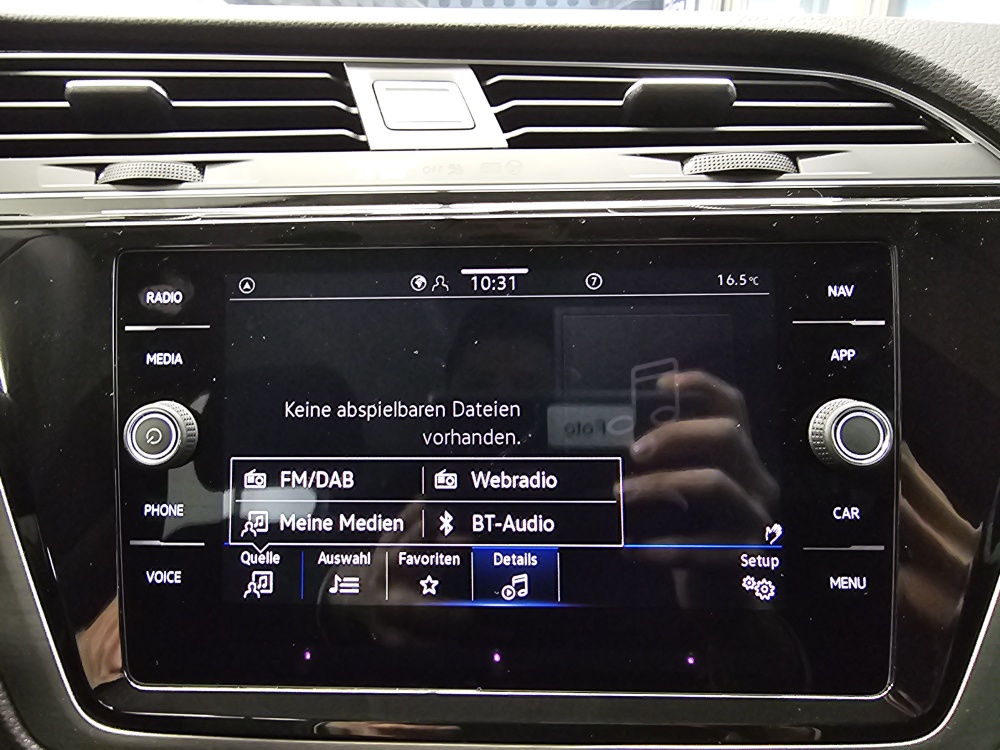 RADIO
MEDIA
PHONE
VOICE
10:31
7
16.5°C
Keine abspielbaren Dateien
vorhanden.
FM/DAB
Webradio
Meine Medien
BT-Audio
Quelle
Auswahl
Favoriten
Details
Setup
NAV
APP
CAR
MENU